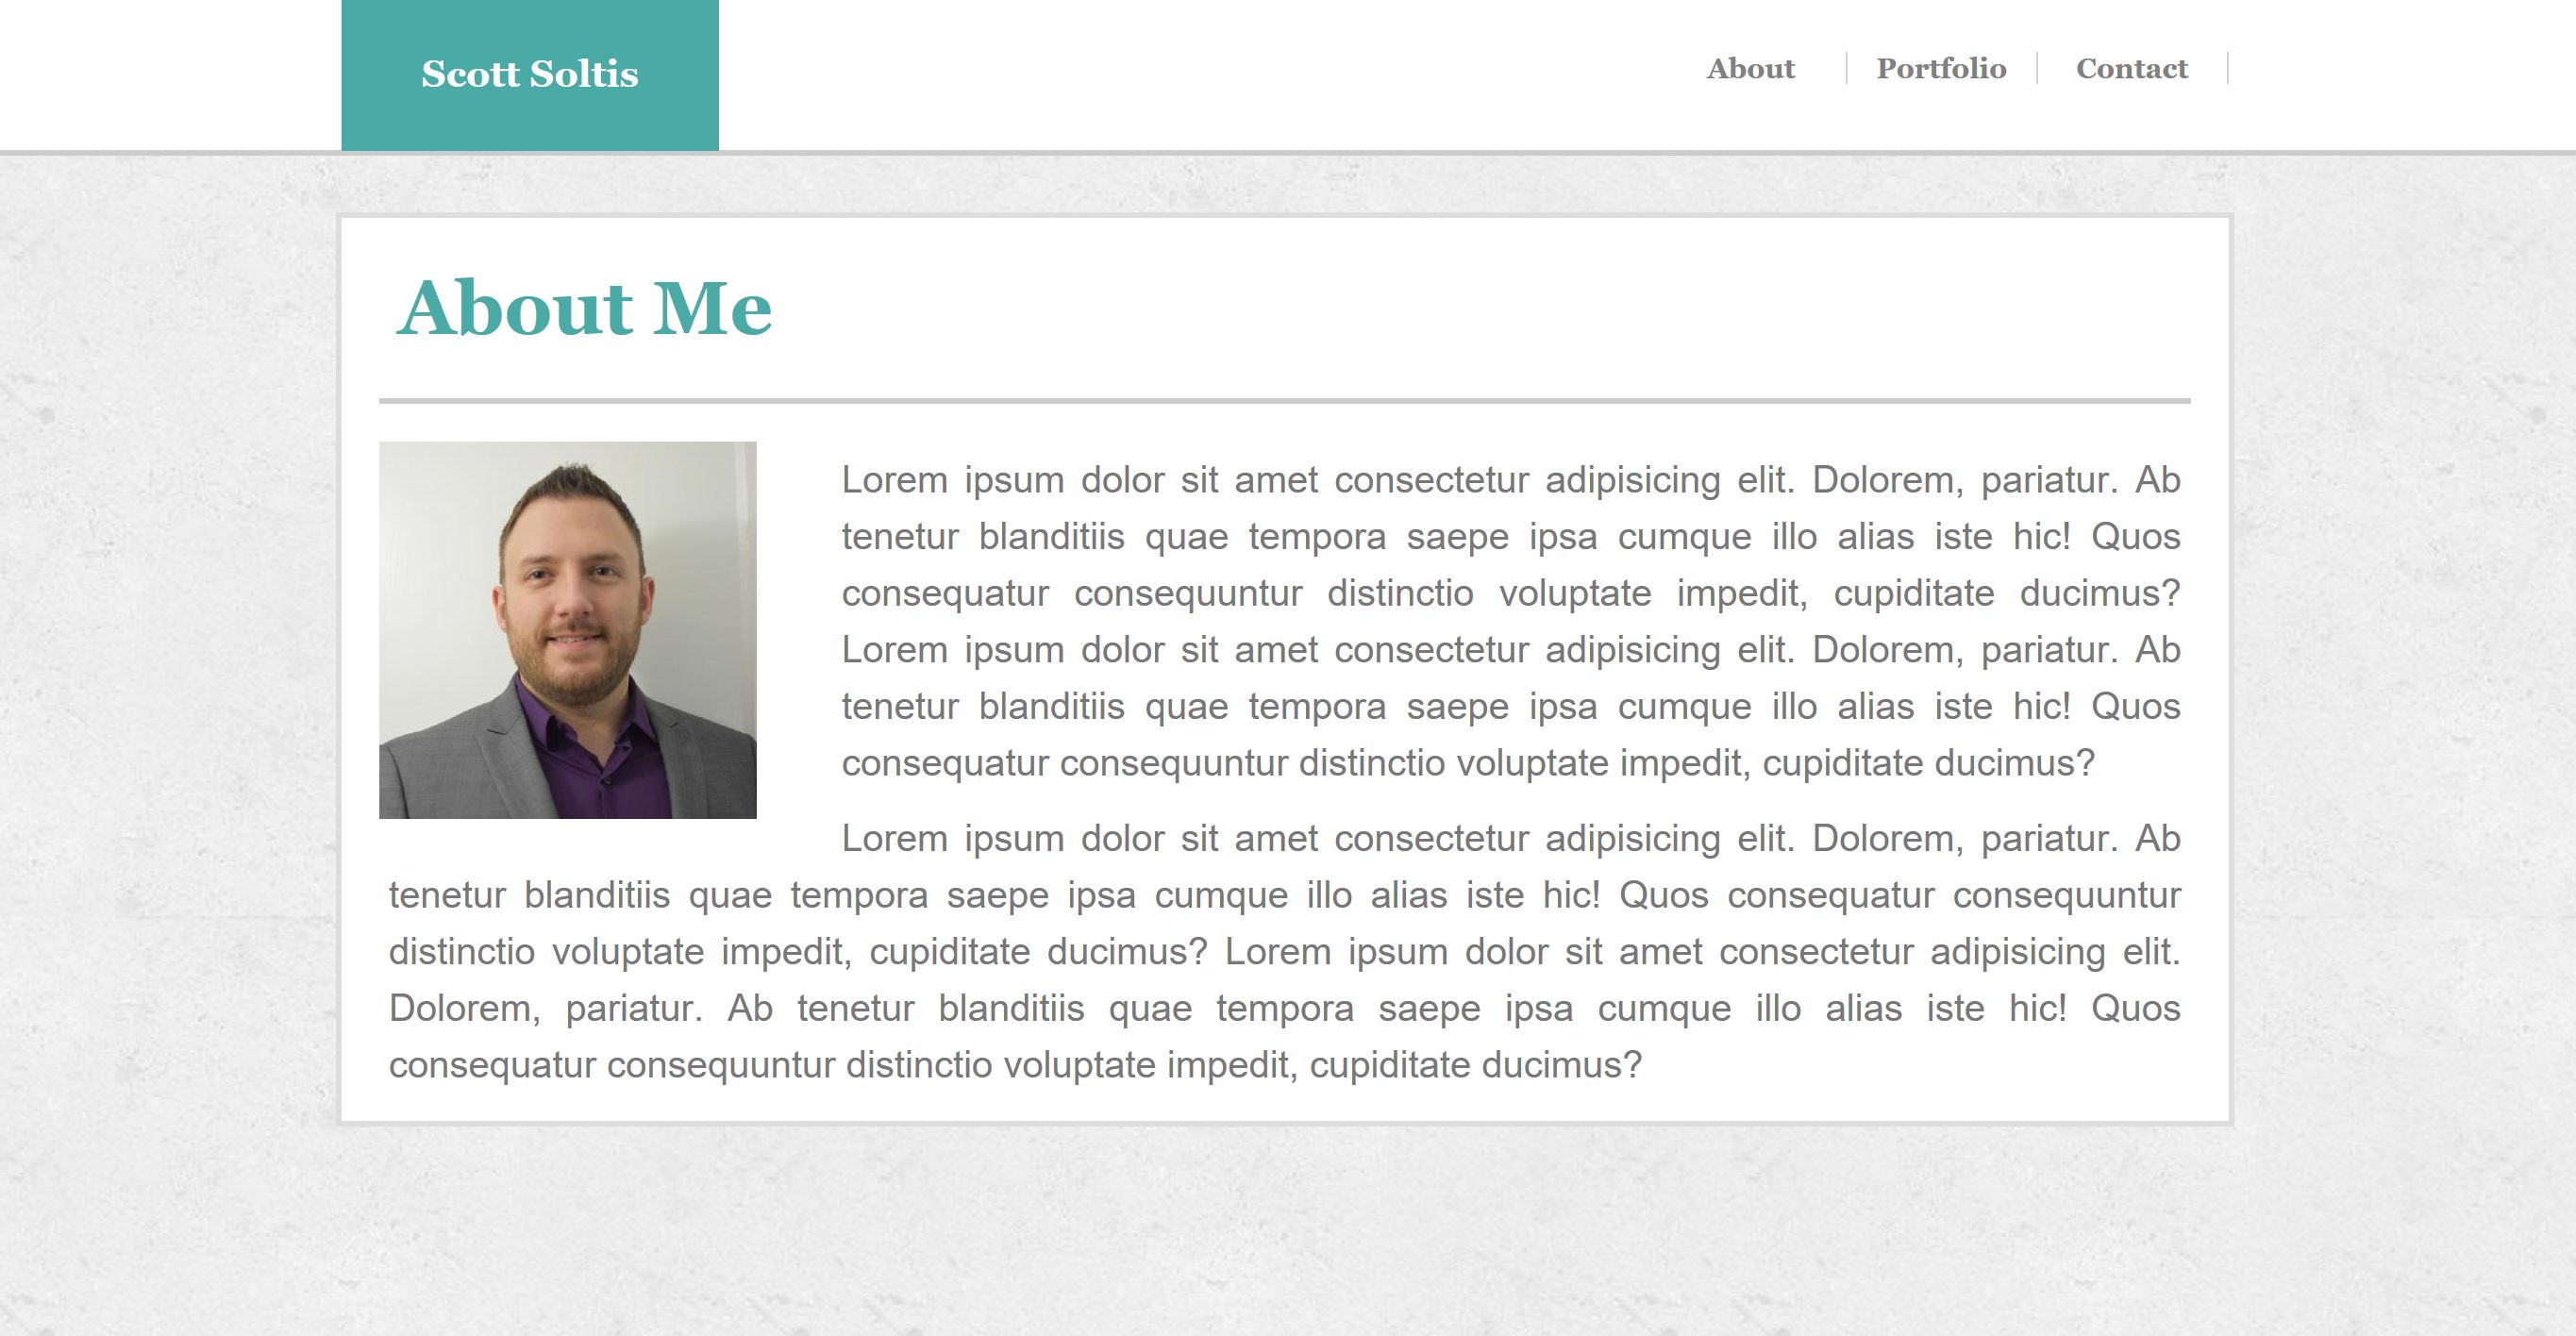 Scott Soltis
About
Portfolio
Contact
About Me
Lorem ipsum dolor sit amet consectetur adipisicing elit. Dolorem, pariatur. Ab
tenetur blanditiis quae tempora saepe ipsa cumque illo alias iste hic! Quos
consequatur consequuntur distinctio voluptate impedit, cupiditate ducimus?
Lorem ipsum dolor sit amet consectetur adipisicing elit. Dolorem, pariatur. Ab
tenetur blanditiis quae tempora saepe ipsa cumque illo alias iste hic! Quos
consequatur consequuntur distinctio voluptate impedit, cupiditate ducimus?
Lorem ipsum dolor sit amet consectetur adipisicing elit. Dolorem, pariatur. Ab
tenetur blanditiis quae tempora saepe ipsa cumque illo alias iste hic! Quos consequatur consequuntur
distinctio voluptate impedit, cupiditate ducimus? Lorem ipsum dolor sit amet consectetur adipisicing elit.
Dolorem, pariatur. Ab tenetur blanditiis quae tempora saepe ipsa cumque illo alias iste hic! Quos
consequatur consequuntur distinctio voluptate impedit, cupiditate ducimus?